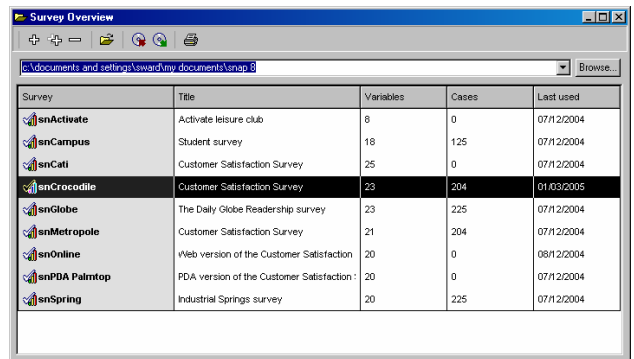 Survey Overview
c:\documents and settings\sward\my documents\snap 8 Browse...
Survey Title Variables Cases Last used
snActivate Activate leisure club 8 0 07/12/2004
snCampus Student survey 18 125 07/12/2004
snCati Customer Satisfaction Survey 25 0 07/12/2004
snCrocodile Customer Satisfaction Survey 23 204 01/03/2005
snGlobe The Daily Globe Readership survey 23 225 07/12/2004
snMetropole Customer Satisfaction Survey 21 204 07/12/2004
snOnline Web version of the Customer Satisfaction 20 0 08/12/2004
snPDA Palmtop PDA version of the Customer Satisfaction 20 0 07/12/2004
snSpring Industrial Springs survey 20 225 07/12/2004